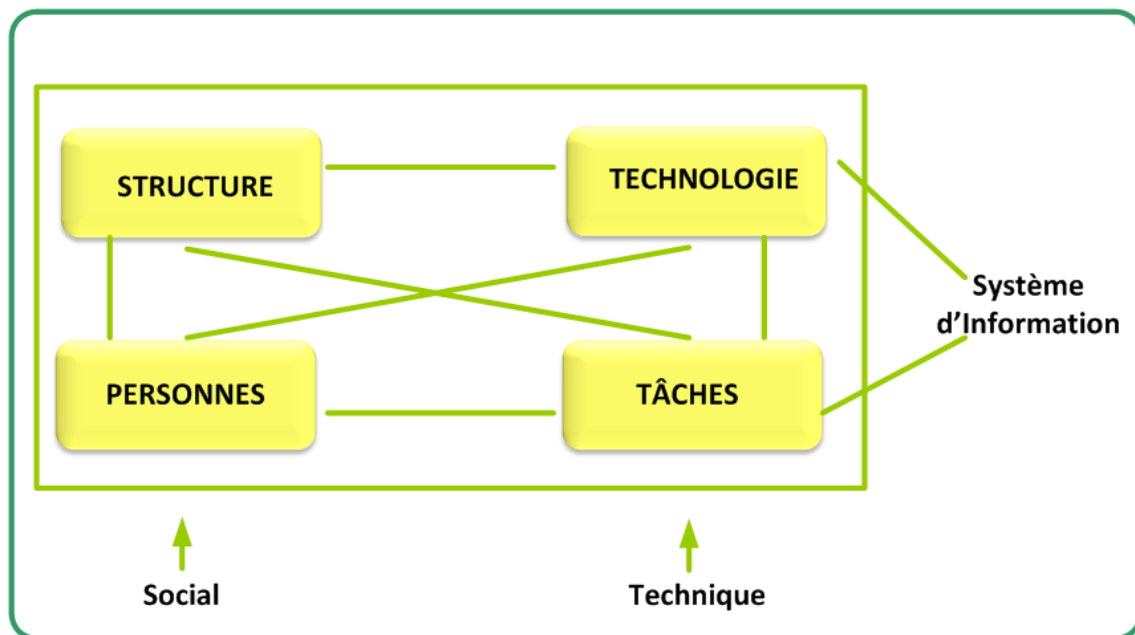 STRUCTURE
TECHNOLOGIE
Système
d’Information
PERSONNES
TÂCHES
Social
Technique